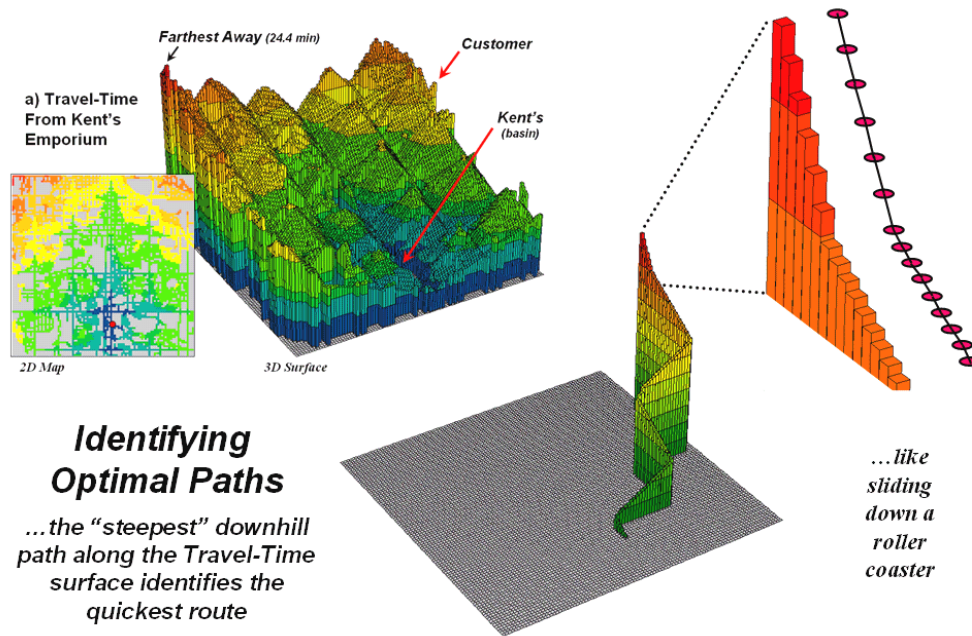 Farthest Away (24.4 min)
Customer
a) Travel-Time
From Kent's
Emporium
Kent's
(basin)
2D Map
3D Surface
Identifying
Optimal Paths
...the “steepest” downhill
path along the Travel-Time
surface identifies the
quickest route
...like
sliding
down a
roller
coaster